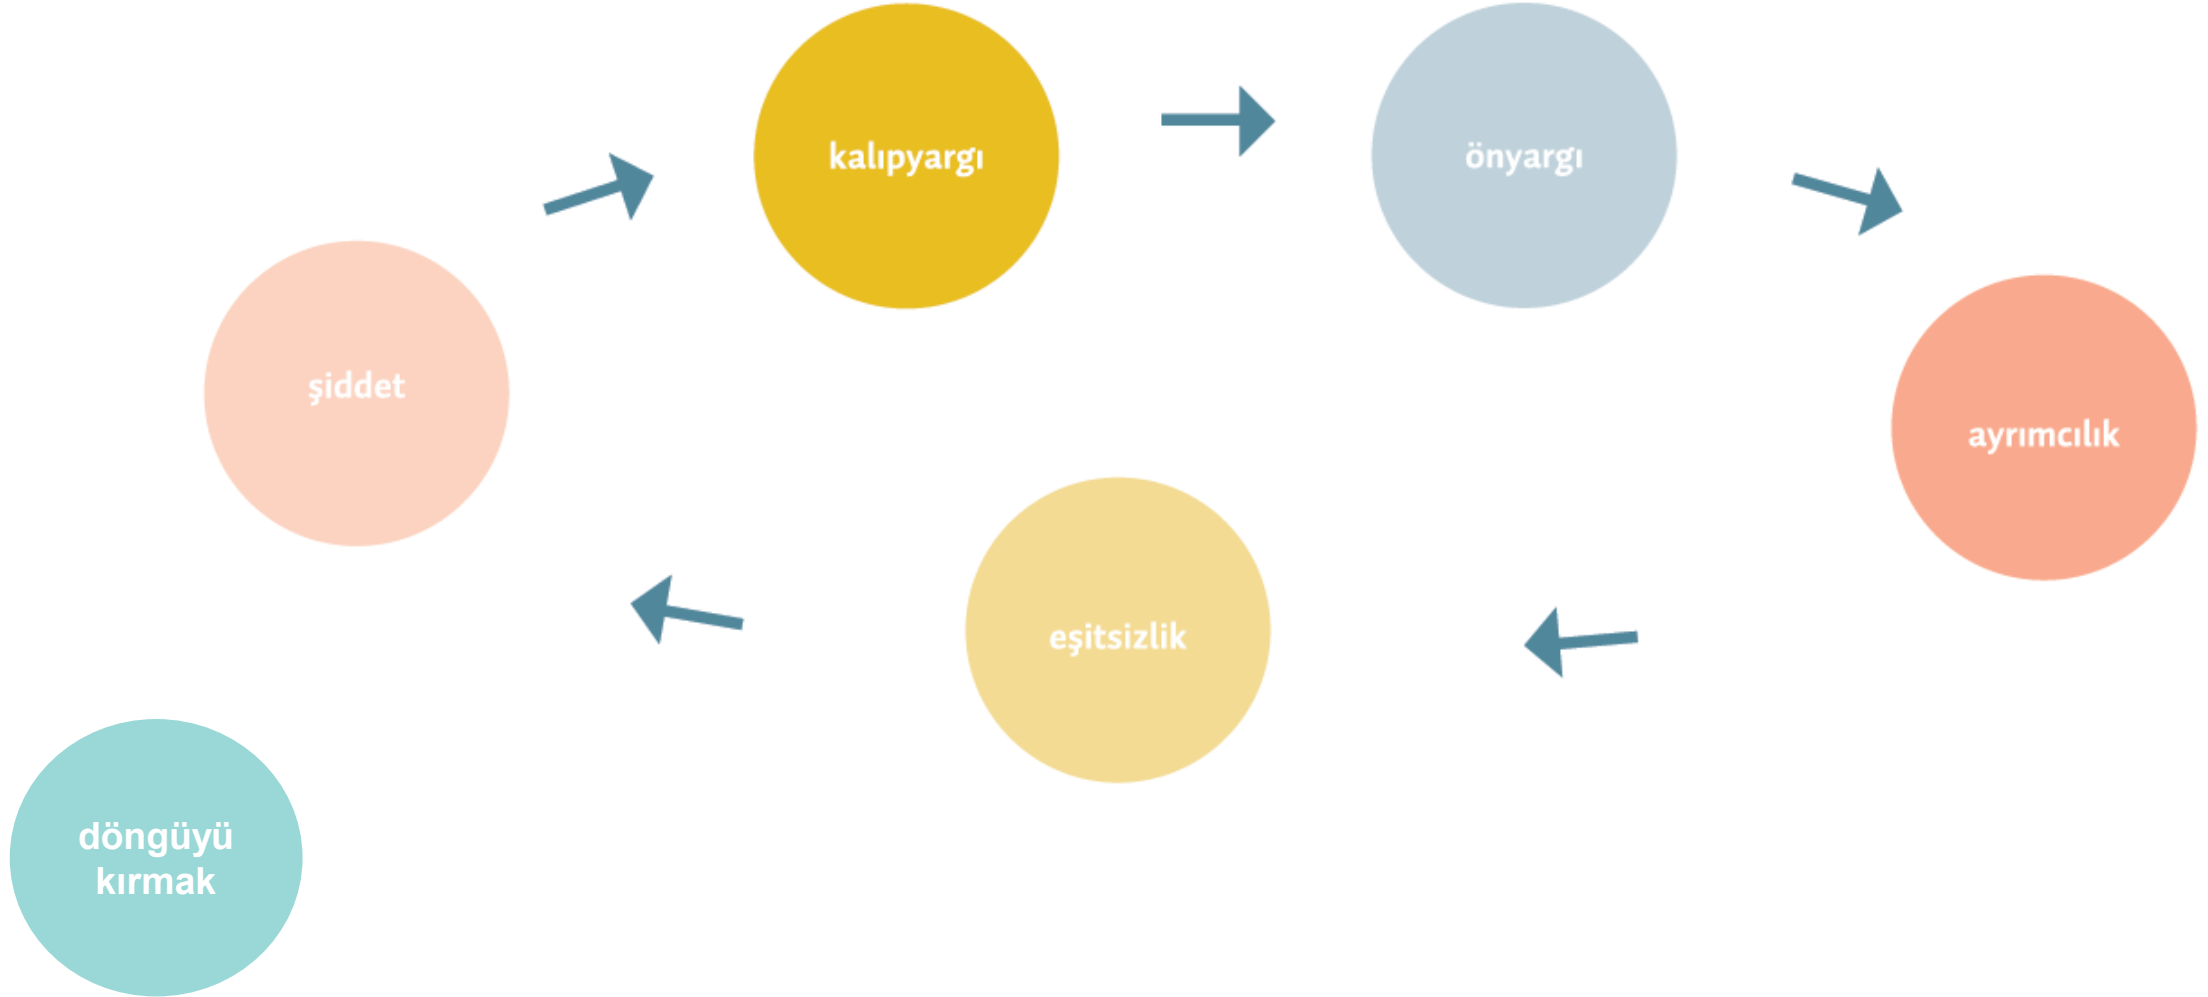 kalıpyargı
önyargı
ayrımcılık
eşitsizlik
şiddet
döngüyü
kırmak